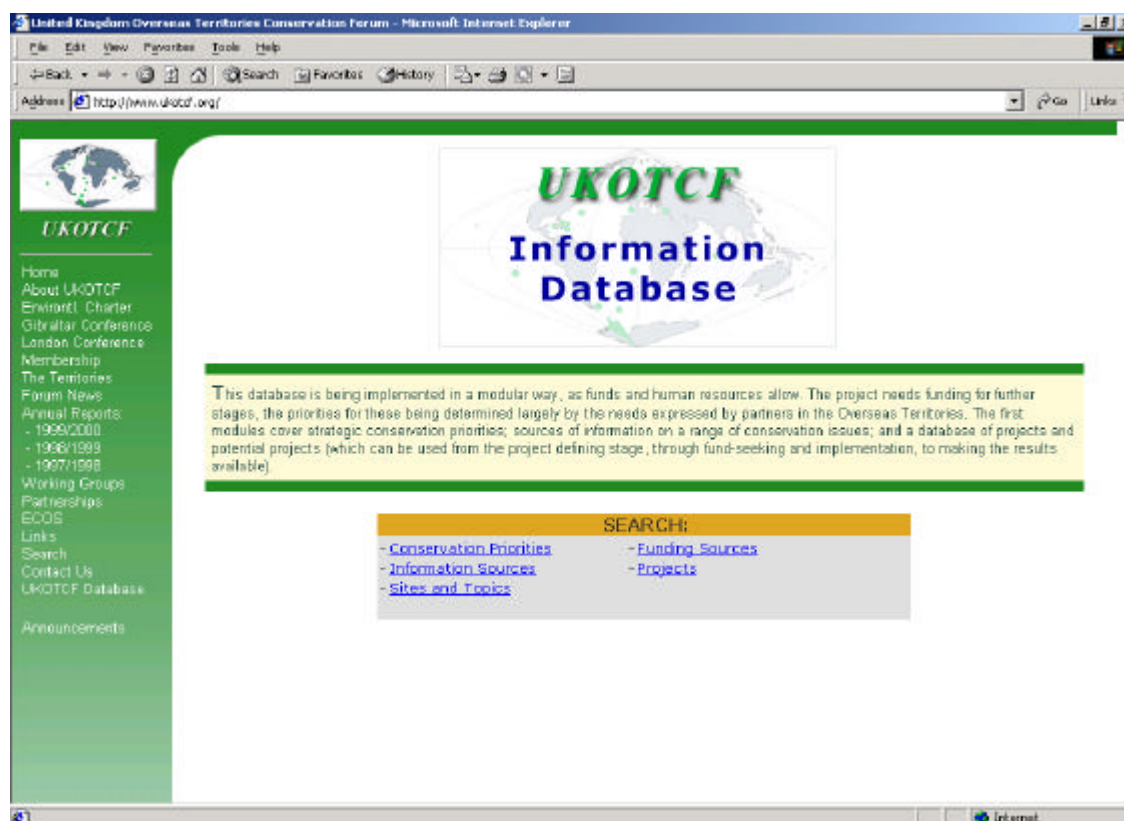 United Kingdom Overseas Territories Conservation Forum - Microsoft Internet Explorer
File Edit View Favorites Tools Help
Back Search Favorites History
Address http://www.ukotcf.org/ Go Links
UKOTCF
Home
About UKOTCF
Environtl. Charter
Gibraltar Conference
London Conference
Membership
The Territories
Forum News
Annual Reports:
- 1999/2000
- 1998/1999
- 1997/1998
Working Groups
Partnerships
ECOS
Links
Search
Contact Us
UKOTCF Database
Announcements
UKOTCF
Information
Database
This database is being implemented in a modular way, as funds and human resources allow. The project needs funding for further
stages, the priorities for these being determined largely by the needs expressed by partners in the Overseas Territories. The first
modules cover strategic conservation priorities; sources of information on a range of conservation issues; and a database of projects and
potential projects (which can be used from the project defining stage, through fund-seeking and implementation, to making the results
available)
SEARCH:
- Conservation Priorities - Funding Sources
- Information Sources - Projects
- Sites and Topics
Internet